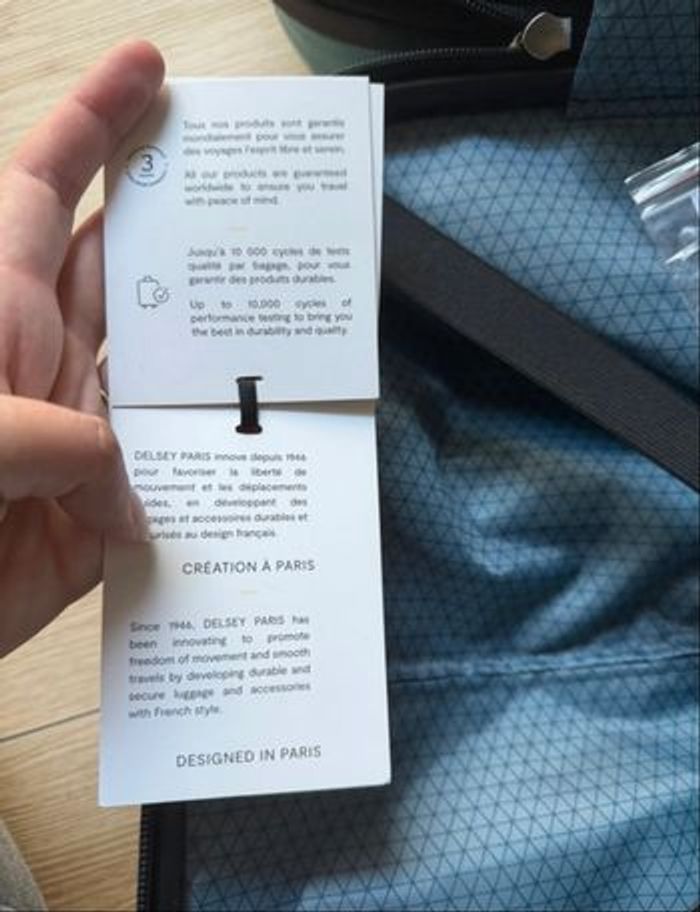 3
Tous nos produits sont garantis
mondialement pour vous assurer
des voyages l'esprit libre et serein.
All our products are guaranteed
worldwide to ensure you travel
with peace of mind.
Jusqu'à 10 000 cycles de tests
qualité par bagage, pour vous
garantir des produits durables.
Up to 10,000 cycles of
performance testing to bring you
the best in durability and quality.
DELSEY PARIS innove depuis 1946
pour favoriser la liberté de
mouvement et les déplacements
en développant des
et accessoires durables et
au design français.
CRÉATION À PARIS
Since 1946, DELSEY PARIS has
been innovating to promote
freedom of movement and smooth
travels by developing durable and
secure luggage and accessories
with French style.
DESIGNED IN PARIS